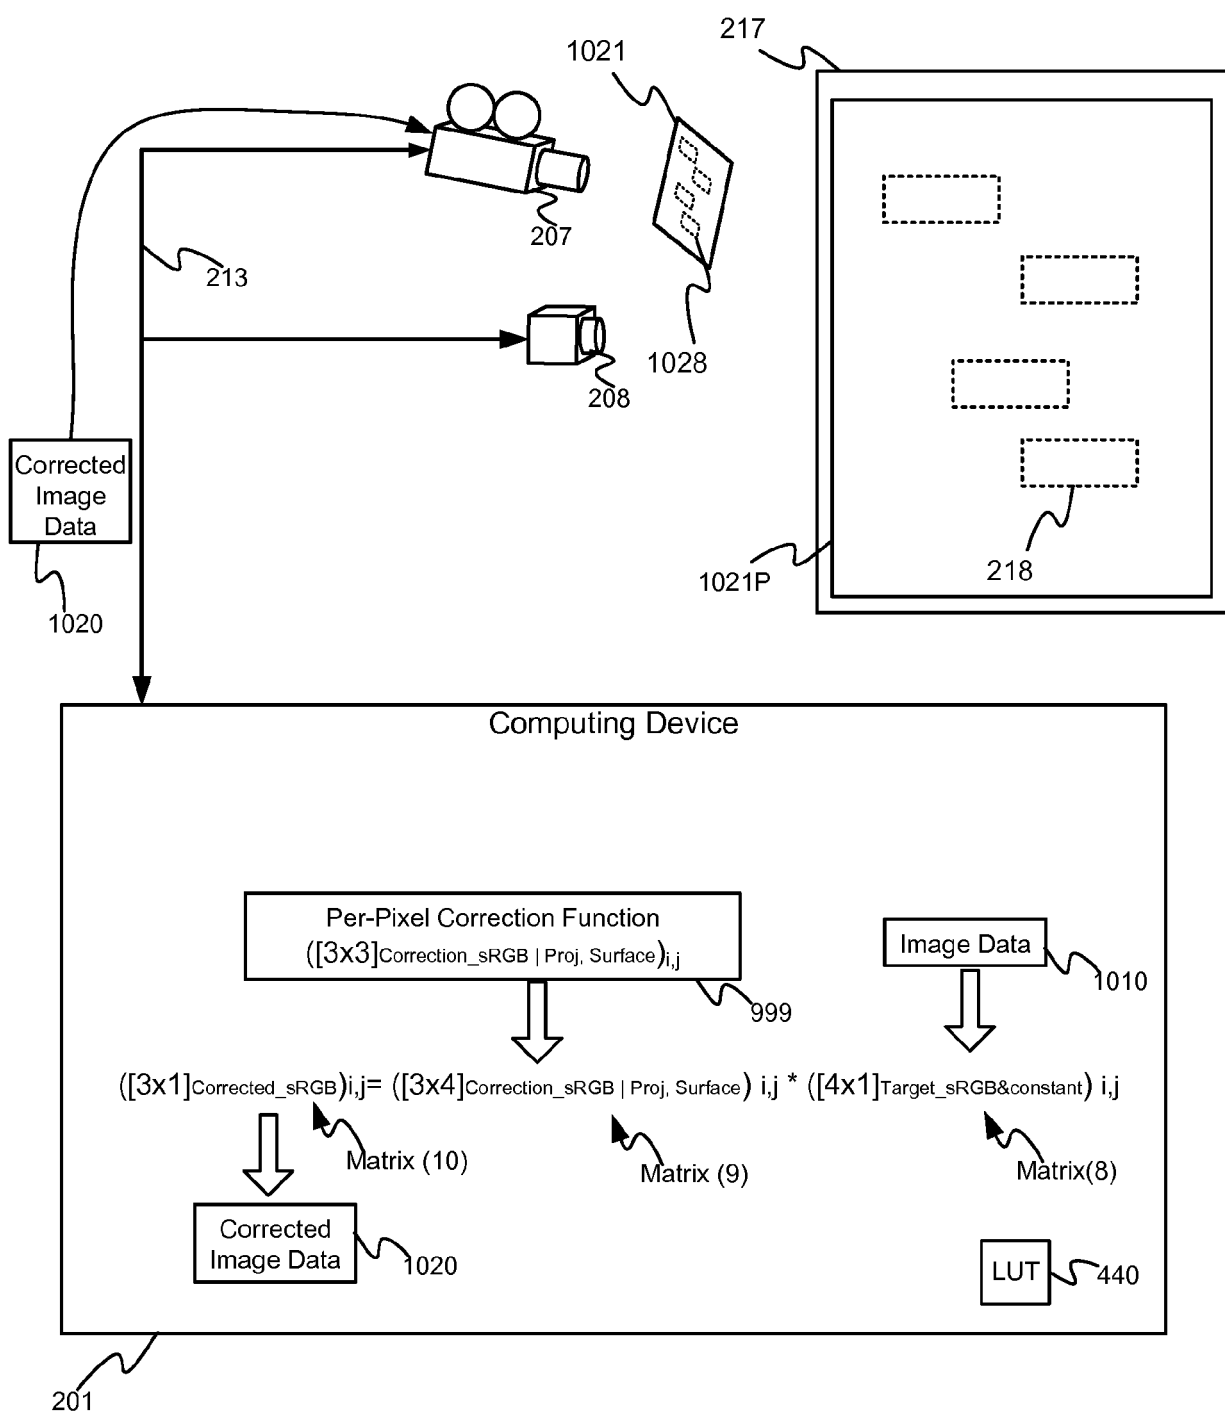 217
1021
207
213
1028
208
Corrected
Image
Data
218
1021P
1020
Computing Device
Per-Pixel Correction Function
([3x3]Correction_sRGB | Proj, Surface)i,j
Image Data
1010
999
([3x1]Corrected_sRGB)i,j= ([3x4]Correction_sRGB | Proj, Surface) i,j * ([4x1]Target_sRGB&constant) i,j
Matrix (10)
Matrix (9)
Matrix(8)
Corrected
Image Data
1020
LUT
440
201